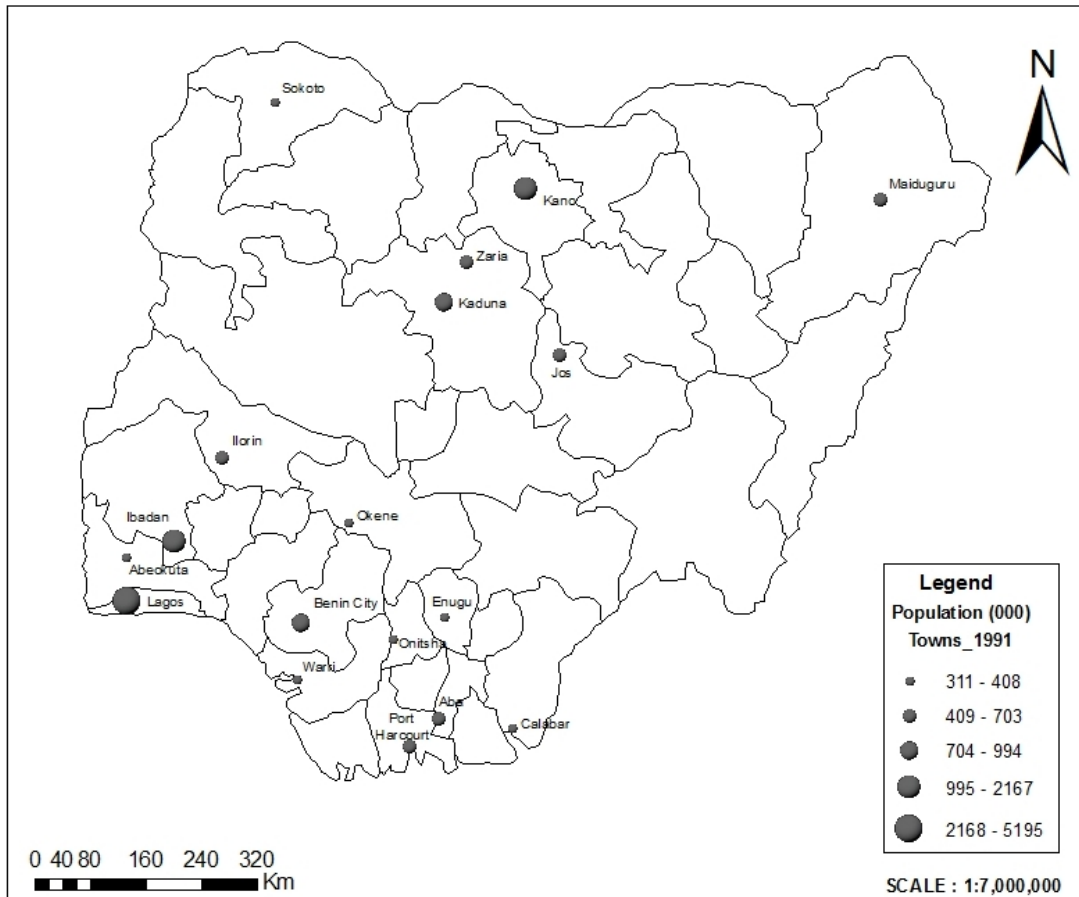 N
Sokoto
Kano
Maiduguru
Zaria
Kaduna
Jos
Ilorin
Ibadan
Okene
Abeokuta
Lagos
Benin City
Enugu
Onitsha
Warri
Aba
Port
Harcourt
Calabar
Legend
Population (000)
Towns_1991
311 - 408
409 - 703
704 - 994
995 - 2167
2168 - 5195
0 40 80 160 240 320
Km
SCALE : 1:7,000,000